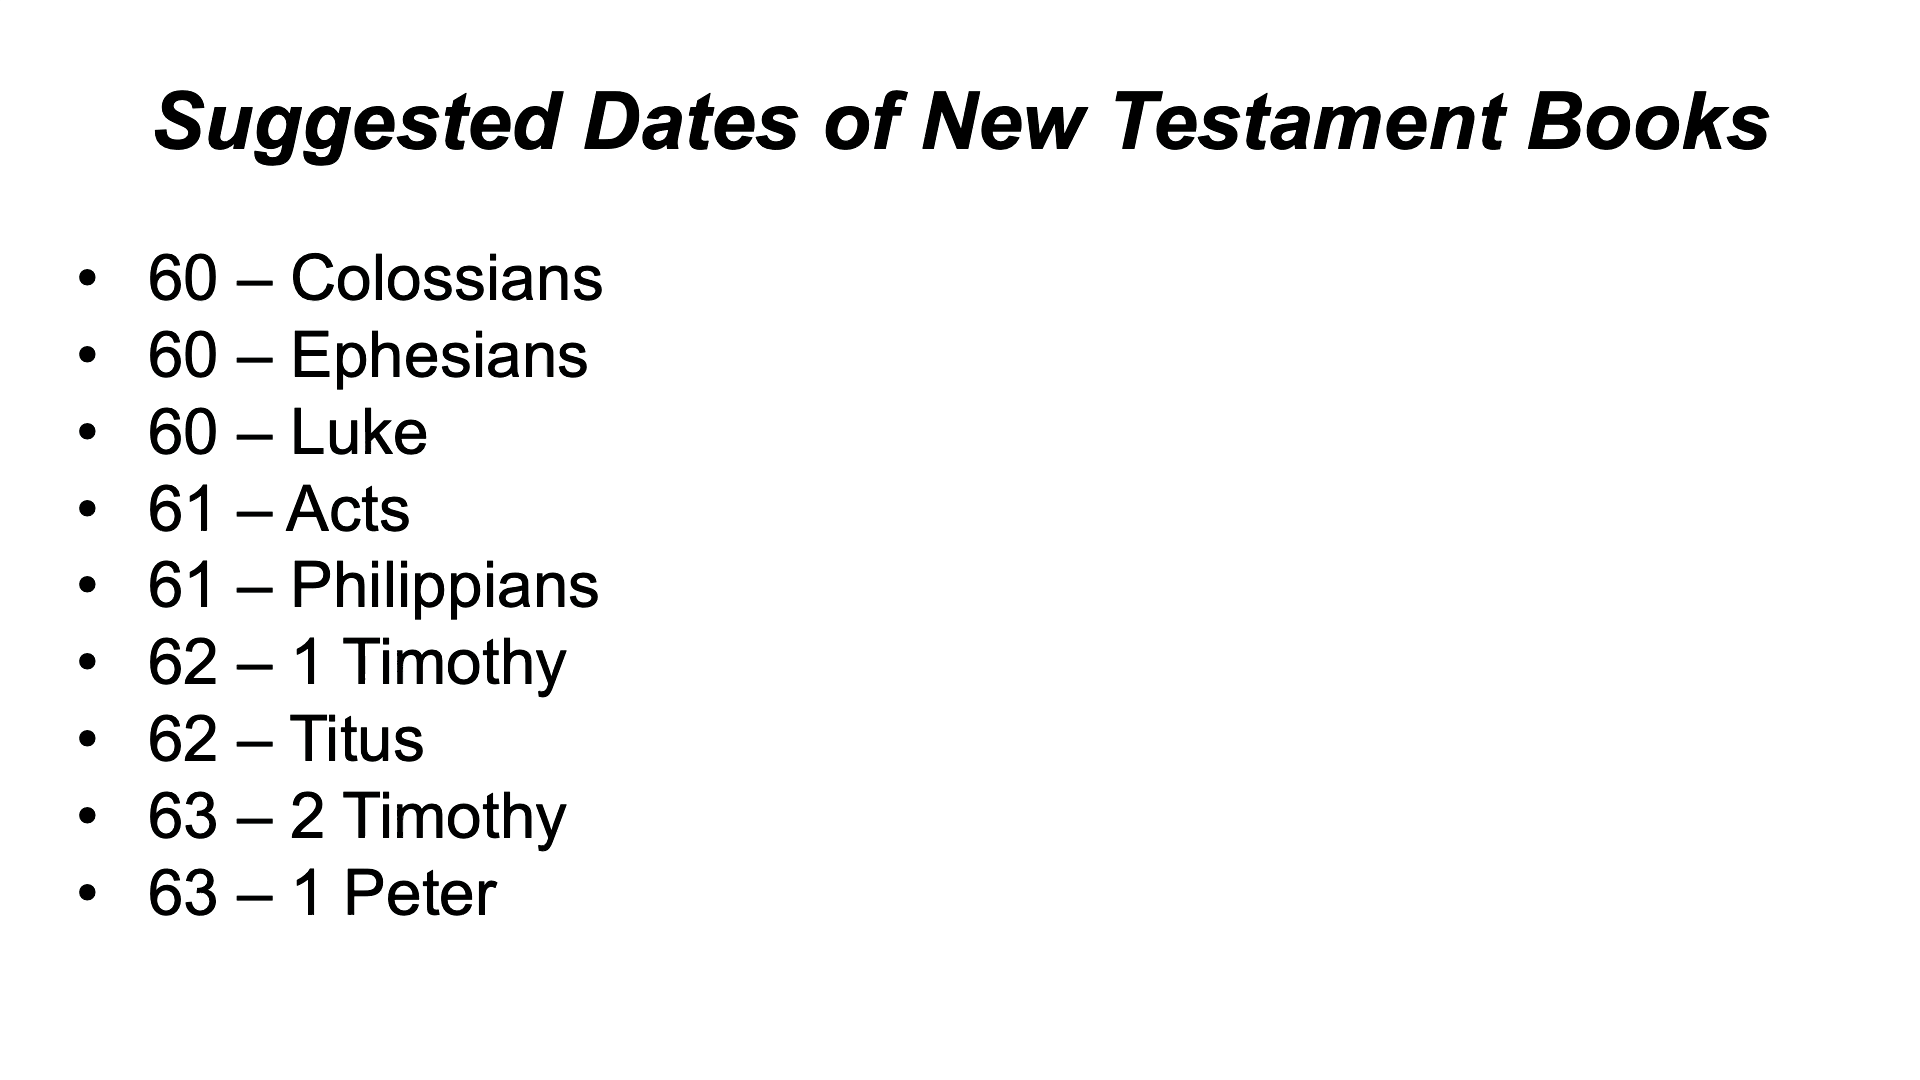 Suggested Dates of New Testament Books
• 60 – Colossians
• 60 – Ephesians
• 60 – Luke
• 61 – Acts
• 61 – Philippians
• 62 – 1 Timothy
• 62 – Titus
• 63 – 2 Timothy
• 63 – 1 Peter